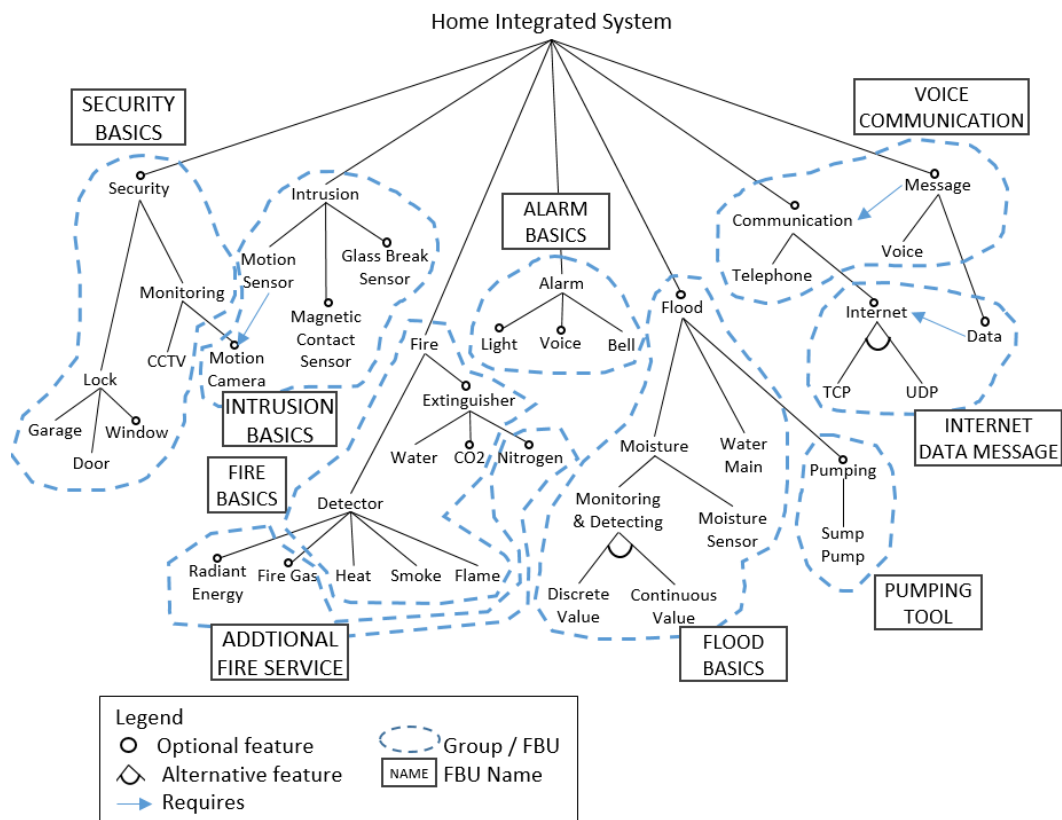 Home Integrated System
SECURITY
BASICS
VOICE
COMMUNICATION
Security
Intrusion
Message
ALARM
BASICS
Communication
Motion
Sensor
Glass Break
Sensor
Voice
Telephone
Monitoring
Alarm
Flood
Internet
Data
Magnetic
Contact
Sensor
Fire
Light
Voice
Bell
CCTV
Motion
Camera
Lock
TCP
UDP
Extinguisher
INTRUSION
BASICS
INTERNET
DATA MESSAGE
Garage
Window
Door
Water
CO2
Nitrogen
Moisture
Water
Main
Pumping
FIRE
BASICS
Detector
Monitoring
& Detecting
Moisture
Sensor
Sump
Pump
Radiant
Energy
Fire Gas
Heat
Smoke
Flame
Discrete
Value
Continuous
Value
PUMPING
TOOL
ADDTIONAL
FIRE SERVICE
FLOOD
BASICS
Legend
Optional feature
Group / FBU
Alternative feature
NAME
FBU Name
Requires